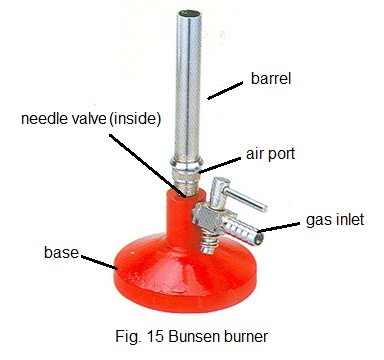 barrel
needle valve (inside)
air port
gas inlet
base
Fig. 15 Bunsen burner